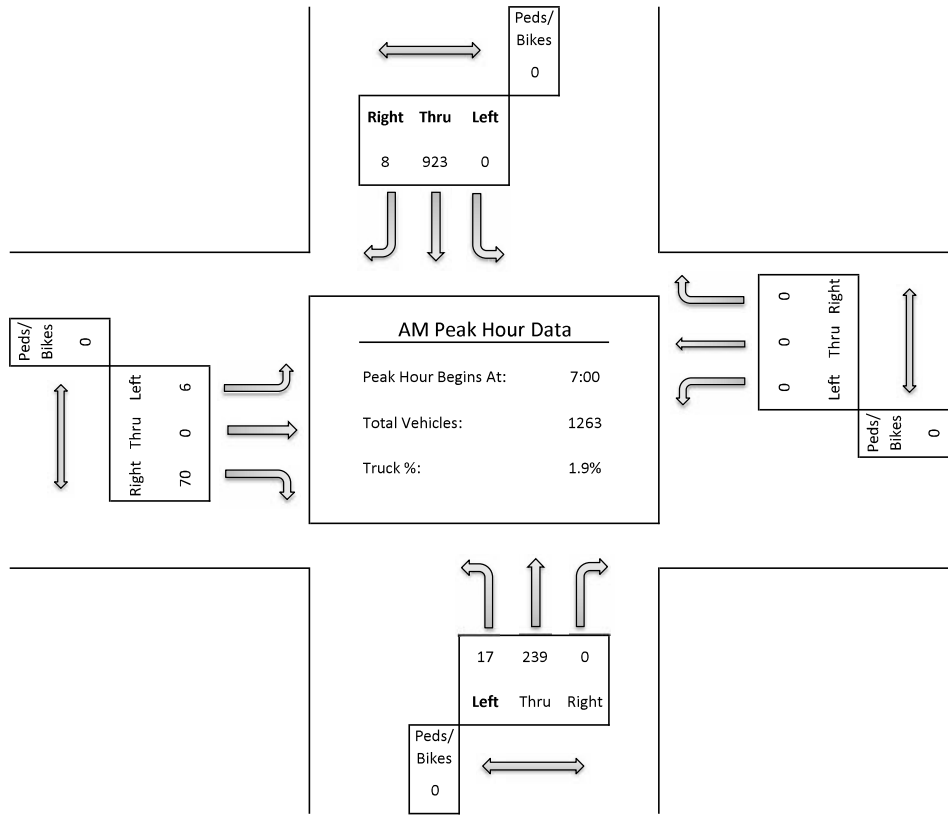 Peds/
Bikes
0
Right Thru Left
8 923 0
Peds/
Bikes
0
Left Thru Right
6 0 70
AM Peak Hour Data
Peak Hour Begins At: 7:00
Total Vehicles: 1263
Truck %: 1.9%
0 0 0
Left Thru Right
Peds/
Bikes
0
17 239 0
Left Thru Right
Peds/
Bikes
0